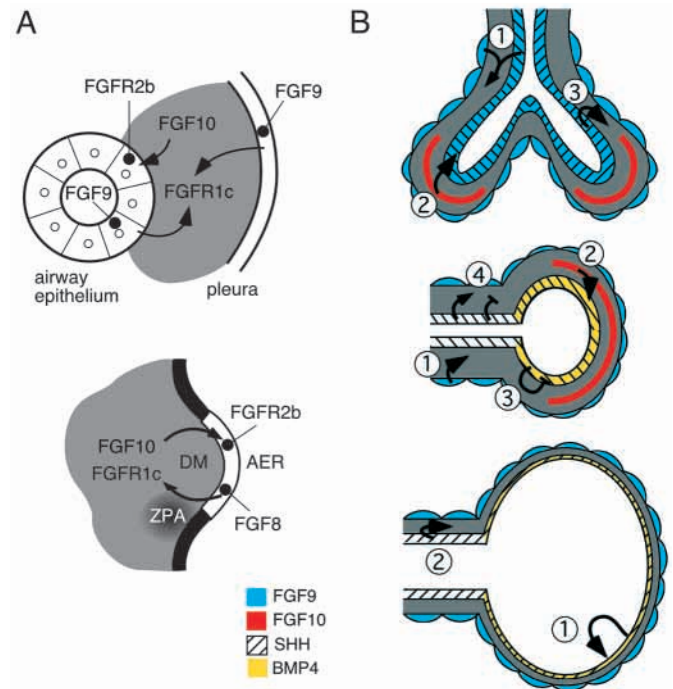 A
FGFR2b
FGF10
FGF9
FGFR1c
FGF9
airway
epithelium
pleura
FGF10
FGFR1c
DM
ZPA
FGFR2b
AER
FGF8
FGF9
FGF10
SHH
BMP4
B
1
3
2
2
4
1
3
2
1